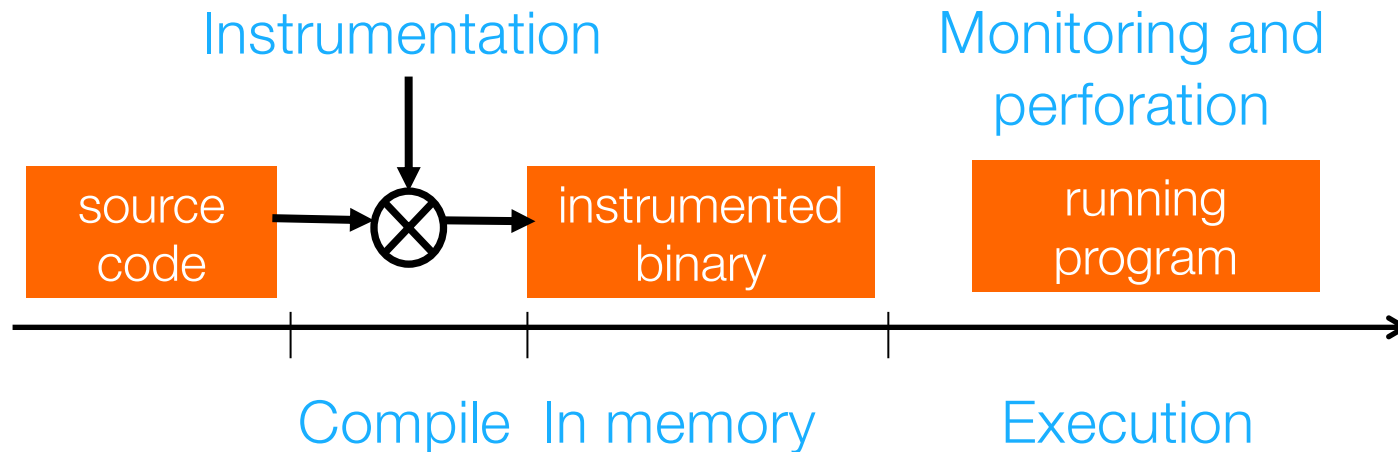 Instrumentation
Monitoring and
perforation
source
code
instrumented
binary
running
program
Compile
In memory
Execution